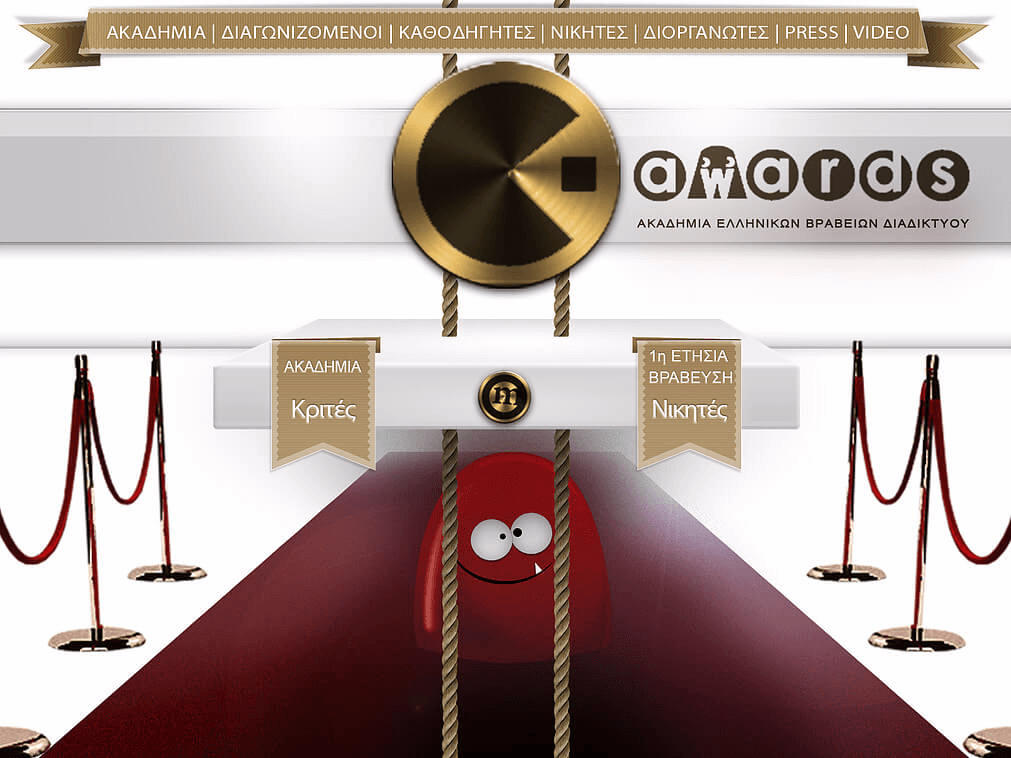 ΑΚΑΔΗΜΙΑ | ΔΙΑΓΩΝΙΖΟΜΕΝΟΙ | ΚΑΘΟΔΗΓΗΤΕΣ | ΝΙΚΗΤΕΣ | ΔΙΟΡΓΑΝΩΤΕΣ | PRESS | VIDEO
awards
ΑΚΑΔΗΜΙΑ ΕΛΛΗΝΙΚΩΝ ΒΡΑΒΕΙΩΝ ΔΙΑΔΙΚΤΥΟΥ
ΑΚΑΔΗΜΙΑ
Κριτές
m
1η ΕΤΗΣΙΑ
ΒΡΑΒΕΥΣΗ
Νικητές